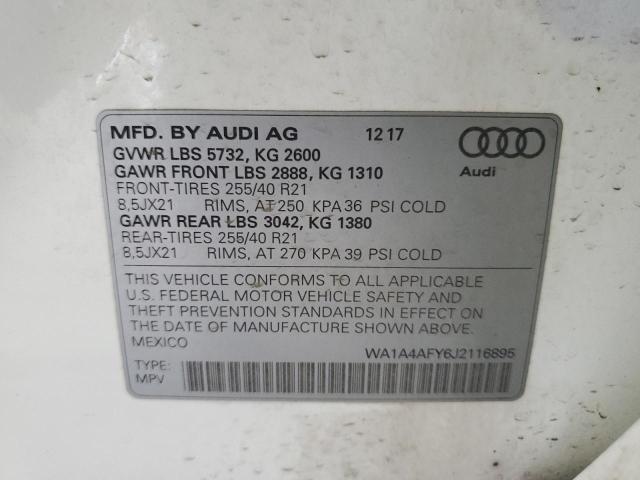 MFD. BY AUDI AG 12 17
GVWR LBS 5732, KG 2600
GAWR FRONT LBS 2888, KG 1310
FRONT-TIRES 255/40 R21
8,5JX21 RIMS, AT 250 KPA 36 PSI COLD
GAWR REAR LBS 3042, KG 1380
REAR-TIRES 255/40 R21
8,5JX21 RIMS, AT 270 KPA 39 PSI COLD
Audi
THIS VEHICLE CONFORMS TO ALL APPLICABLE
U.S. FEDERAL MOTOR VEHICLE SAFETY AND
THEFT PREVENTION STANDARDS IN EFFECT ON
THE DATE OF MANUFACTURE SHOWN ABOVE.
MEXICO
WA1A4AFY6J2116895
TYPE:
MPV